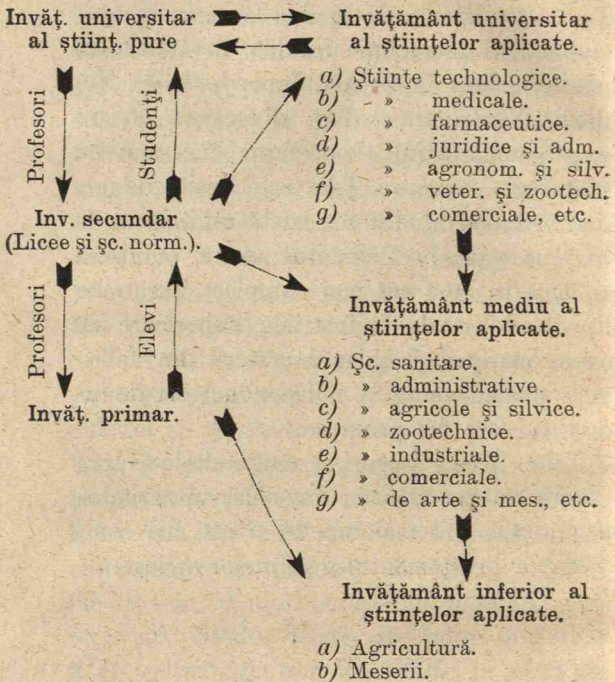 Invăţ. universitar
al ştiinţ. pure
Invăţământ universitar
al ştiinţelor aplicate.
Profesori
Studenţi
a) Ştiinţe technologice.
b) » medicale.
c) » farmaceutice.
d) » juridice şi adm.
e) » agronom. şi silv.
f) » veter. şi zootech.
g) » comerciale, etc.
Inv. secundar
(Licee şi şc. norm.).
Profesori
Elevi
Invăţământ mediu al
ştiinţelor aplicate.
a) Şc. sanitare.
b) » administrative.
c) » agricole şi silvice.
d) » zootechnice.
e) » industriale.
f) » comerciale.
g) » de arte şi mes., etc.
Invăţ. primar.
Invăţământ inferior al
ştiinţelor aplicate.
a) Agricultură.
b) Meserii.